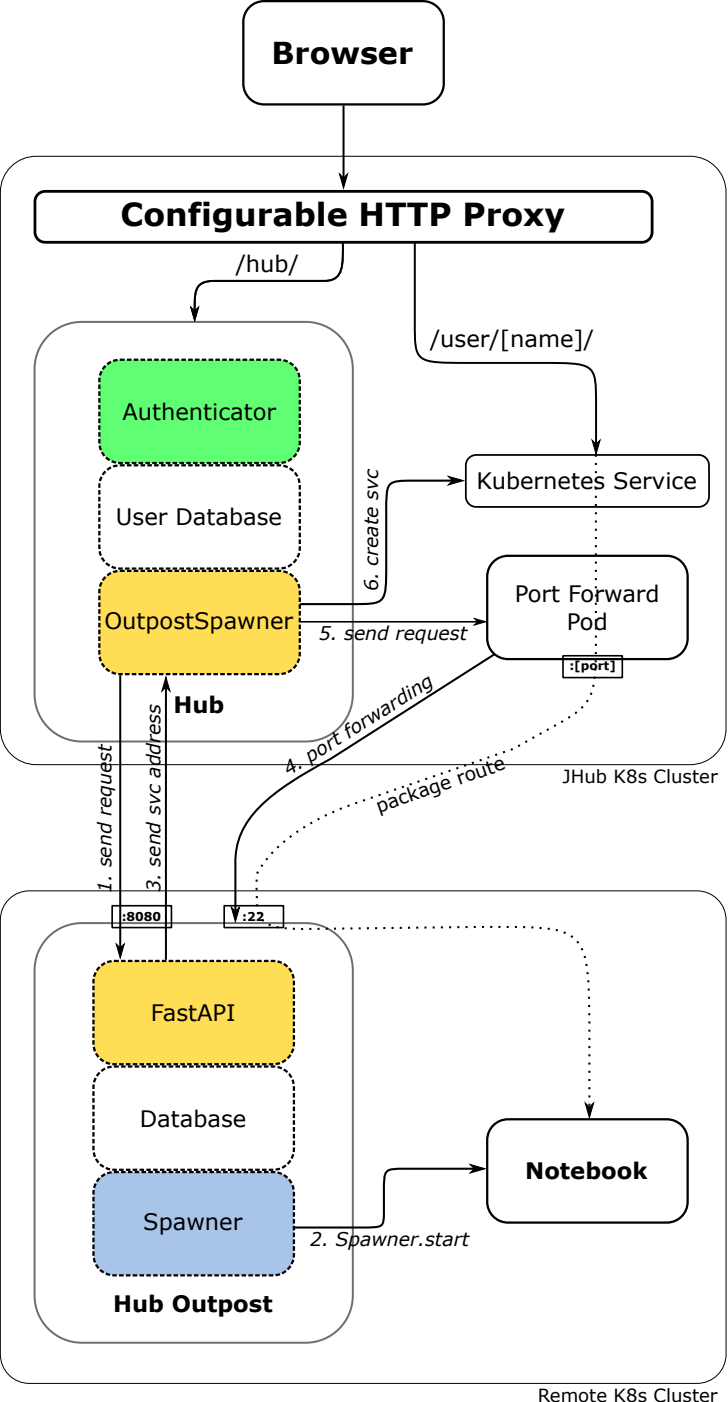 Browser
Configurable HTTP Proxy
/hub/
/user/[name]/
Authenticator
Kubernetes Service
6. create svc
User Database
Port Forward
Pod
OutpostSpawner
5. send request
:[port]
Hub
4. port forwarding
1. send request
3. send svc address
package route
JHub K8s Cluster
:8080
:22
FastAPI
Database
Notebook
Spawner
2. Spawner.start
Hub Outpost
Remote K8s Cluster